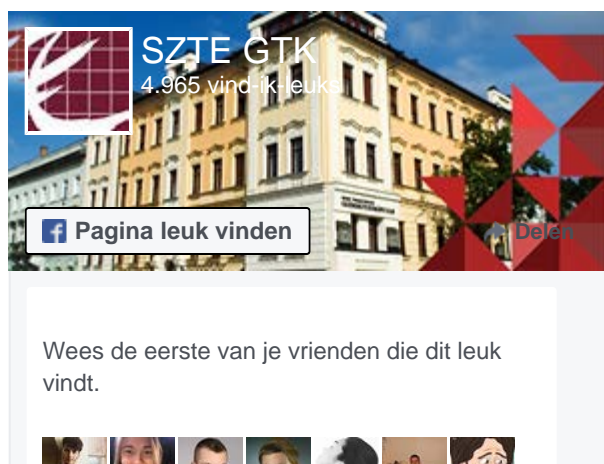 SZTE GTK
4.965 vind-ik-leuks
Pagina leuk vinden
Delen
Wees de eerste van je vrienden die dit leuk
vindt.